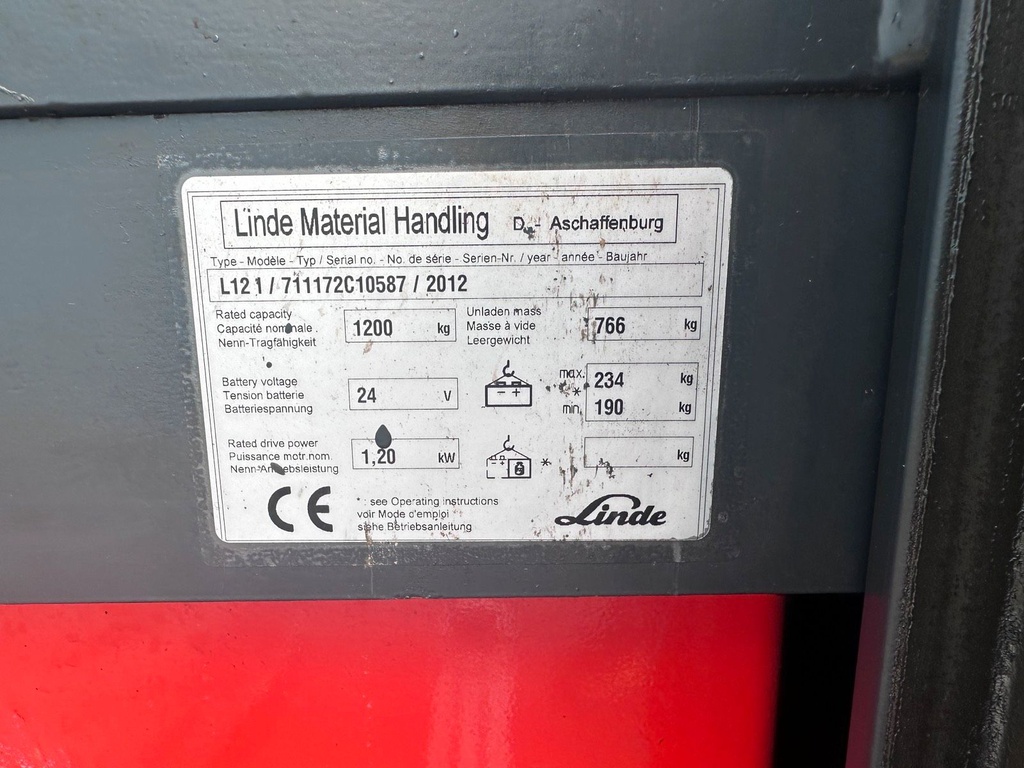 Linde Material Handling D - Aschaffenburg
Type - Modèle - Typ / Serial no. - No. de série - Serien-Nr. / year - année - Baujahr
L12 1 / 711172C10587 / 2012
Rated capacity
Capacité nominale
Nenn-Tragfähigkeit
1200 kg
Unladen mass
Masse à vide
Leergewicht
766 kg
Battery voltage
Tension batterie
Batteriespannung
24 V
- +
max. 234 kg
*
min. 190 kg
Rated drive power
Puissance motr.nom.
Nenn-Antriebsleistung
1,20 kW
- +
* kg
CE
* : see Operating instructions
voir Mode d'emploi
siehe Betriebsanleitung
Linde